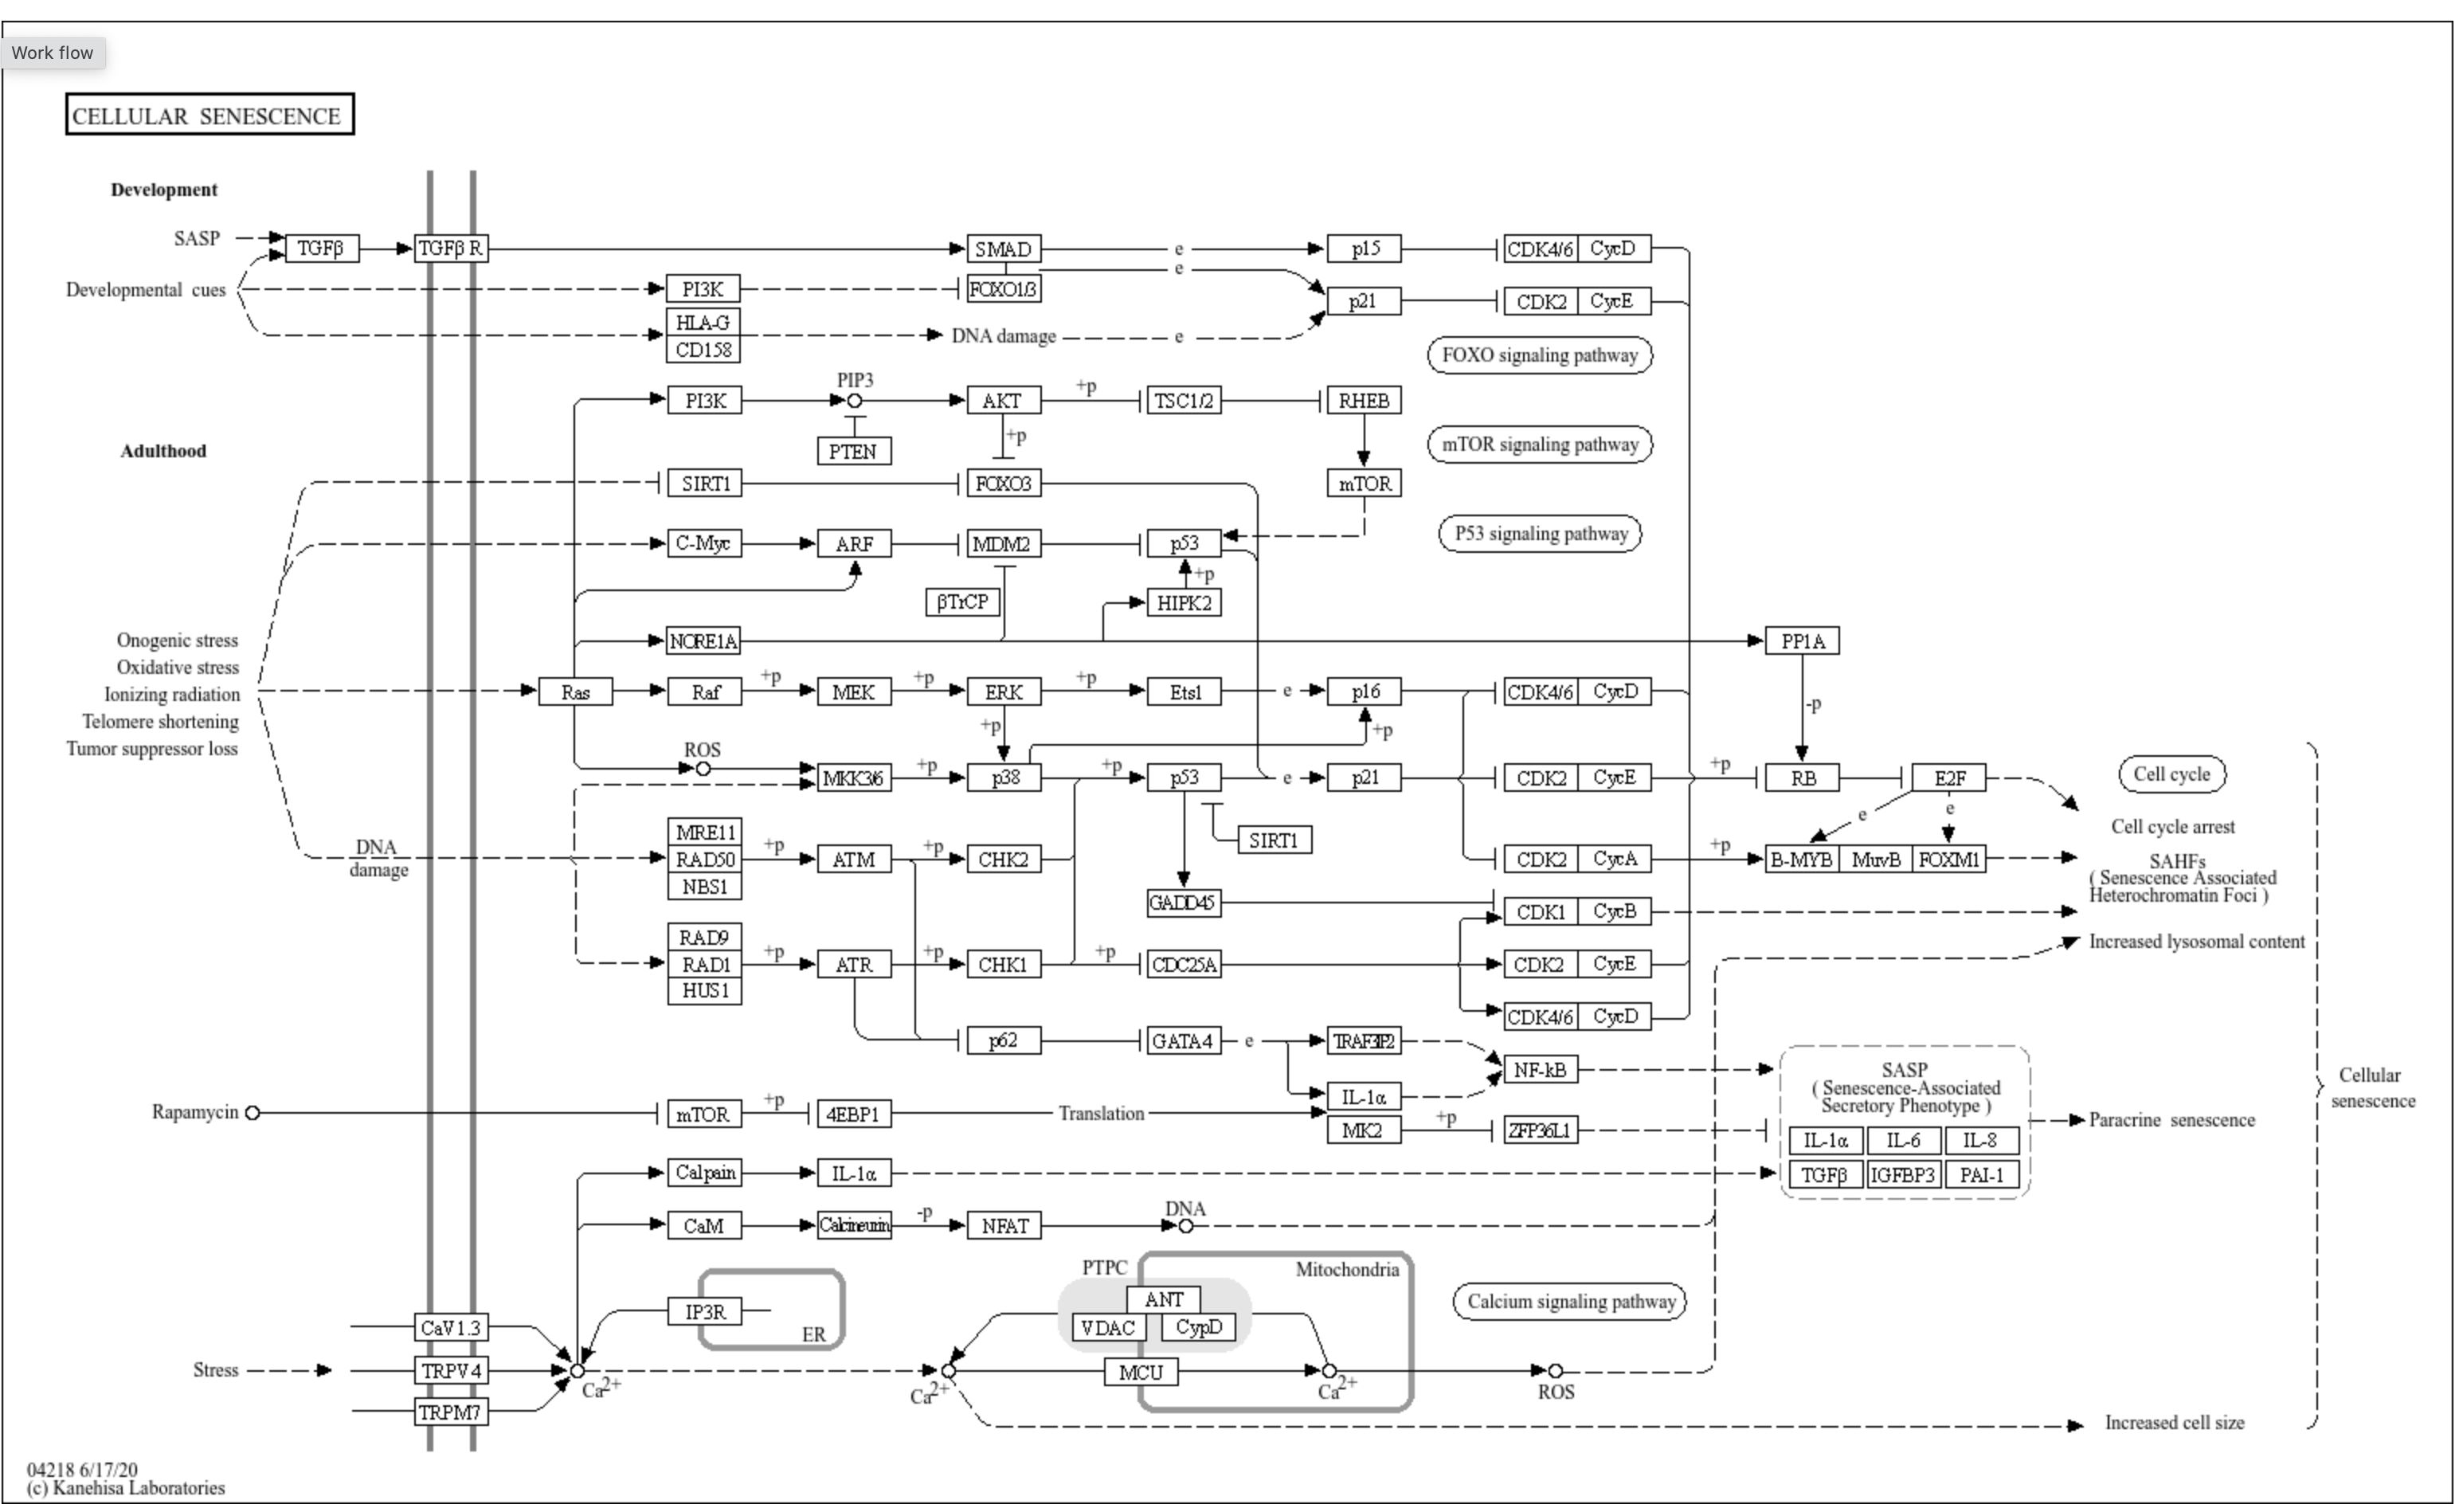 Work flow
CELLULAR SENESCENCE
Development
SASP
TGFβ
TGFβ R
SMAD
e
p15
CDK4/6 CycD
e
Developmental cues
PI3K
FOXO1/3
p21
CDK2 CycE
HLA-G
CD158
DNA damage
e
FOXO signaling pathway
PIP3
PI3K
AKT
+p
TSC1/2
RHEB
PTEN
+p
mTOR signaling pathway
Adulthood
SIRT1
FOXO3
mTOR
C-Myc
ARF
MDM2
p53
P53 signaling pathway
+p
βTrCP
HIPK2
Onogenic stress
Oxidative stress
Ionizing radiation
Telomere shortening
Tumor suppressor loss
NORE1A
PP1A
-p
Ras
Raf
+p
MEK
+p
ERK
+p
Ets1
e
p16
CDK4/6 CycD
+p
+p
ROS
MKK3/6
+p
p38
+p
p53
e
p21
CDK2 CycE
+p
RB
E2F
Cell cycle
e
e
Cell cycle arrest
SIRT1
DNA
damage
MRE11
RAD50
NBS1
+p
ATM
+p
CHK2
CDK2 CycA
+p
B-MYB MuvB FOXM1
SAHFs
( Senescence Associated
Heterochromatin Foci )
GADD45
CDK1 CycB
Increased lysosomal content
RAD9
RAD1
HUS1
+p
ATR
+p
CHK1
+p
CDC25A
CDK2 CycE
CDK4/6 CycD
p62
GATA4
e
TRAF3IP2
NF-kB
IL-1α
SASP
( Senescence-Associated
Secretory Phenotype )
IL-1α IL-6 IL-8
TGFβ IGFBP3 PAI-1
Paracrine senescence
Cellular
senescence
Rapamycin
mTOR
+p
4EBP1
Translation
MK2
+p
ZFP36L1
Calpain
IL-1α
CaM
Calcineurin
-p
NFAT
DNA
PTPC
Mitochondria
ANT
VDAC
CypD
Calcium signaling pathway
IP3R
ER
CaV1.3
Stress
TRPV4
Ca2+
Ca2+
MCU
Ca2+
ROS
TRPM7
Increased cell size
04218 6/17/20
(c) Kanehisa Laboratories